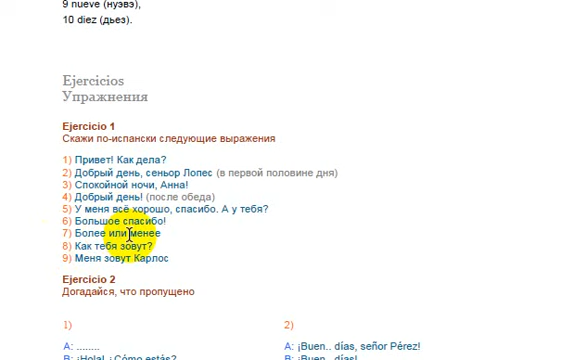 9 nueve (нуэвэ),
10 diez (дьез).
Ejercicios
Упражнения
Ejercicio 1
Скажи по-испански следующие выражения
1) Привет! Как дела?
2) Добрый день, сеньор Лопес (в первой половине дня)
3) Спокойной ночи, Анна!
4) Добрый день! (после обеда)
5) У меня всё хорошо, спасибо. А у тебя?
6) Большое спасибо!
7) Более или менее
8) Как тебя зовут?
9) Меня зовут Карлос
Ejercicio 2
Догадайся, что пропущено
1) 2)
A: ........ A: ¡Buen.. días, señor Pérez!
B: ¡Hola! ¿Cómo estás? B: ¡Buen.. días!